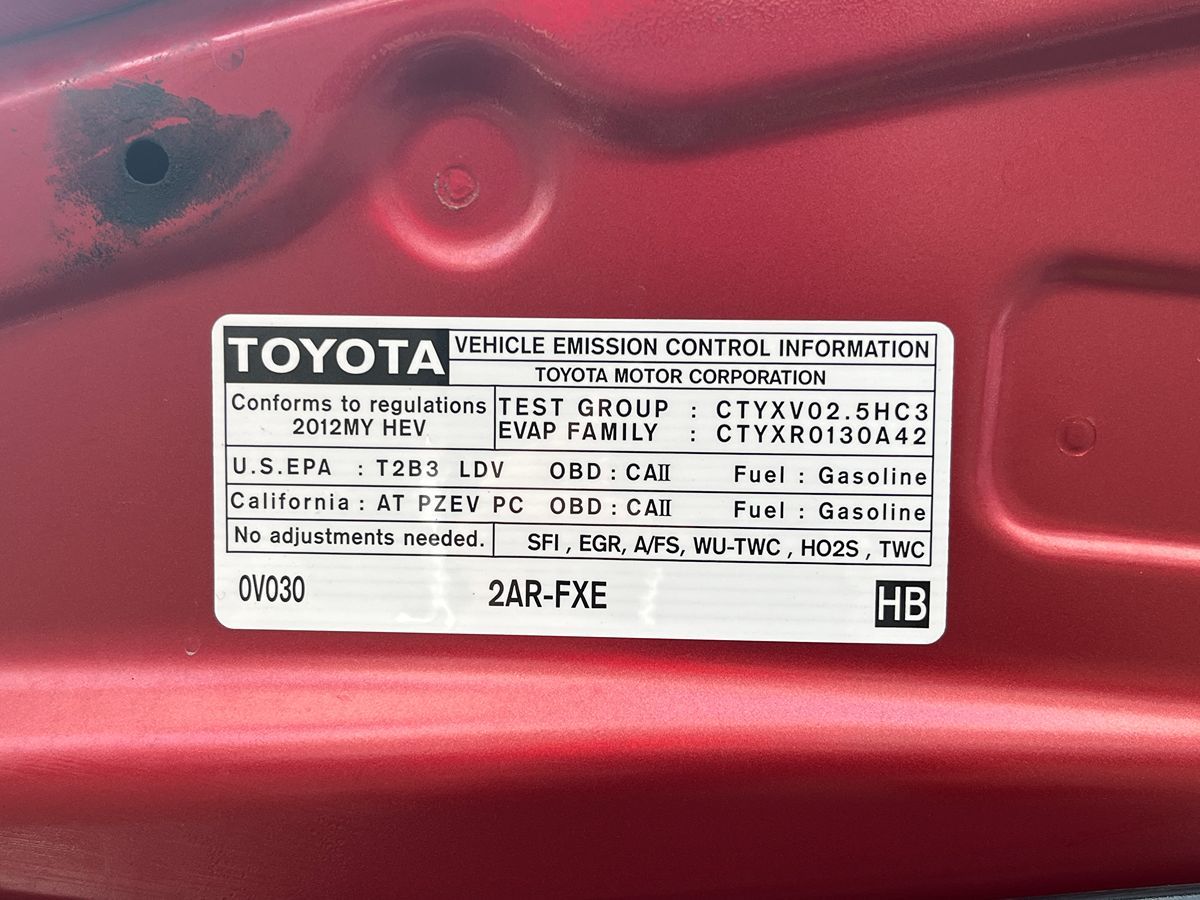 TOYOTA VEHICLE EMISSION CONTROL INFORMATION
TOYOTA MOTOR CORPORATION
Conforms to regulations
2012MY HEV
TEST GROUP : CTYXV02.5HC3
EVAP FAMILY : CTYXR0130A42
U.S.EPA : T2B3 LDV OBD : CAII Fuel : Gasoline
California : AT PZEV PC OBD : CAII Fuel : Gasoline
No adjustments needed. SFI , EGR, A/FS, WU-TWC , HO2S , TWC
0V030 2AR-FXE HB